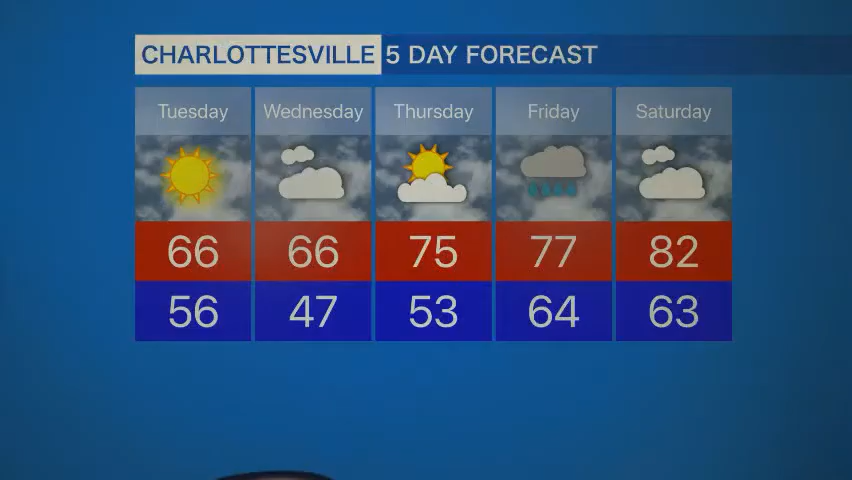 CHARLOTTESVILLE 5 DAY FORECAST
Tuesday Wednesday Thursday Friday Saturday
66 66 75 77 82
56 47 53 64 63